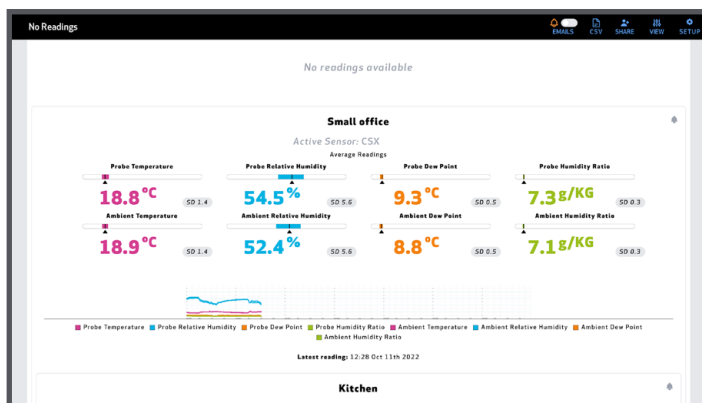 No Readings
EMAILS CSV SHARE VIEW SETUP
No readings available
Small office
Active Sensor: CSX
Average Readings
Probe Temperature Probe Relative Humidity Probe Dew Point Probe Humidity Ratio
18.8°C SD 1.4 54.5% SD 5.6 9.3°C SD 0.5 7.3g/KG SD 0.3
Ambient Temperature Ambient Relative Humidity Ambient Dew Point Ambient Humidity Ratio
18.9°C SD 1.4 52.4% SD 5.6 8.8°C SD 0.5 7.1g/KG SD 0.3
Probe Temperature Probe Relative Humidity Probe Dew Point Probe Humidity Ratio Ambient Temperature Ambient Relative Humidity Ambient Dew Point
Ambient Humidity Ratio
Latest reading: 12:28 Oct 11th 2022
Kitchen